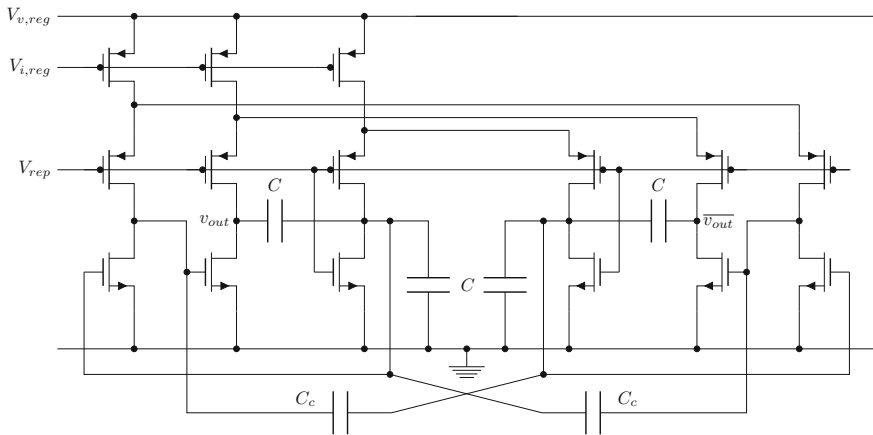 V_{v,reg}
V_{i,reg}
V_{rep}
C
C
v_{out}
\overline{v_{out}}
C
C_c
C_c